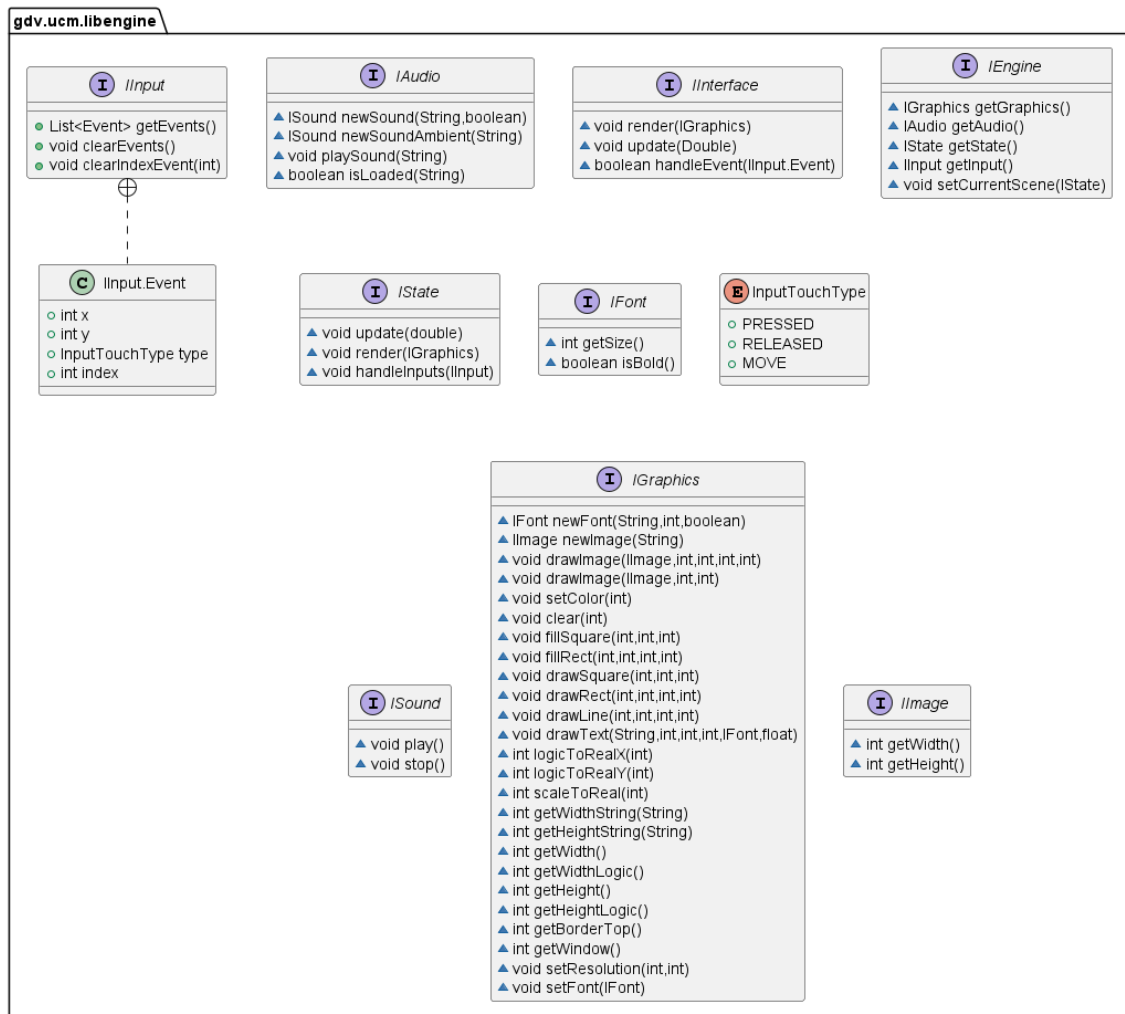 gdv.ucm.libengine
I IInput
List<Event> getEvents()
void clearEvents()
void clearIndexEvent(int)
I IAudio
ISound newSound(String,boolean)
ISound newSoundAmbient(String)
void playSound(String)
boolean isLoaded(String)
I IInterface
void render(IGraphics)
void update(Double)
boolean handleEvent(IInput.Event)
I IEngine
IGraphics getGraphics()
IAudio getAudio()
IState getState()
IInput getInput()
void setCurrentScene(IState)
C IInput.Event
int x
int y
InputTouchType type
int index
I IState
void update(double)
void render(IGraphics)
void handleInputs(IInput)
I IFont
int getSize()
boolean isBold()
E InputTouchType
PRESSED
RELEASED
MOVE
I IGraphics
IFont newFont(String,int,boolean)
IImage newImage(String)
void drawImage(IImage,int,int,int,int)
void drawImage(IImage,int,int)
void setColor(int)
void clear(int)
void fillSquare(int,int,int)
void fillRect(int,int,int,int)
void drawSquare(int,int,int)
void drawRect(int,int,int,int)
void drawLine(int,int,int,int)
void drawText(String,int,int,int,IFont,float)
int logicToRealX(int)
int logicToRealY(int)
int scaleToReal(int)
int getWidthString(String)
int getHeightString(String)
int getWidth()
int getWidthLogic()
int getHeight()
int getHeightLogic()
int getBorderTop()
int getWindow()
void setResolution(int,int)
void setFont(IFont)
I ISound
void play()
void stop()
I IImage
int getWidth()
int getHeight()